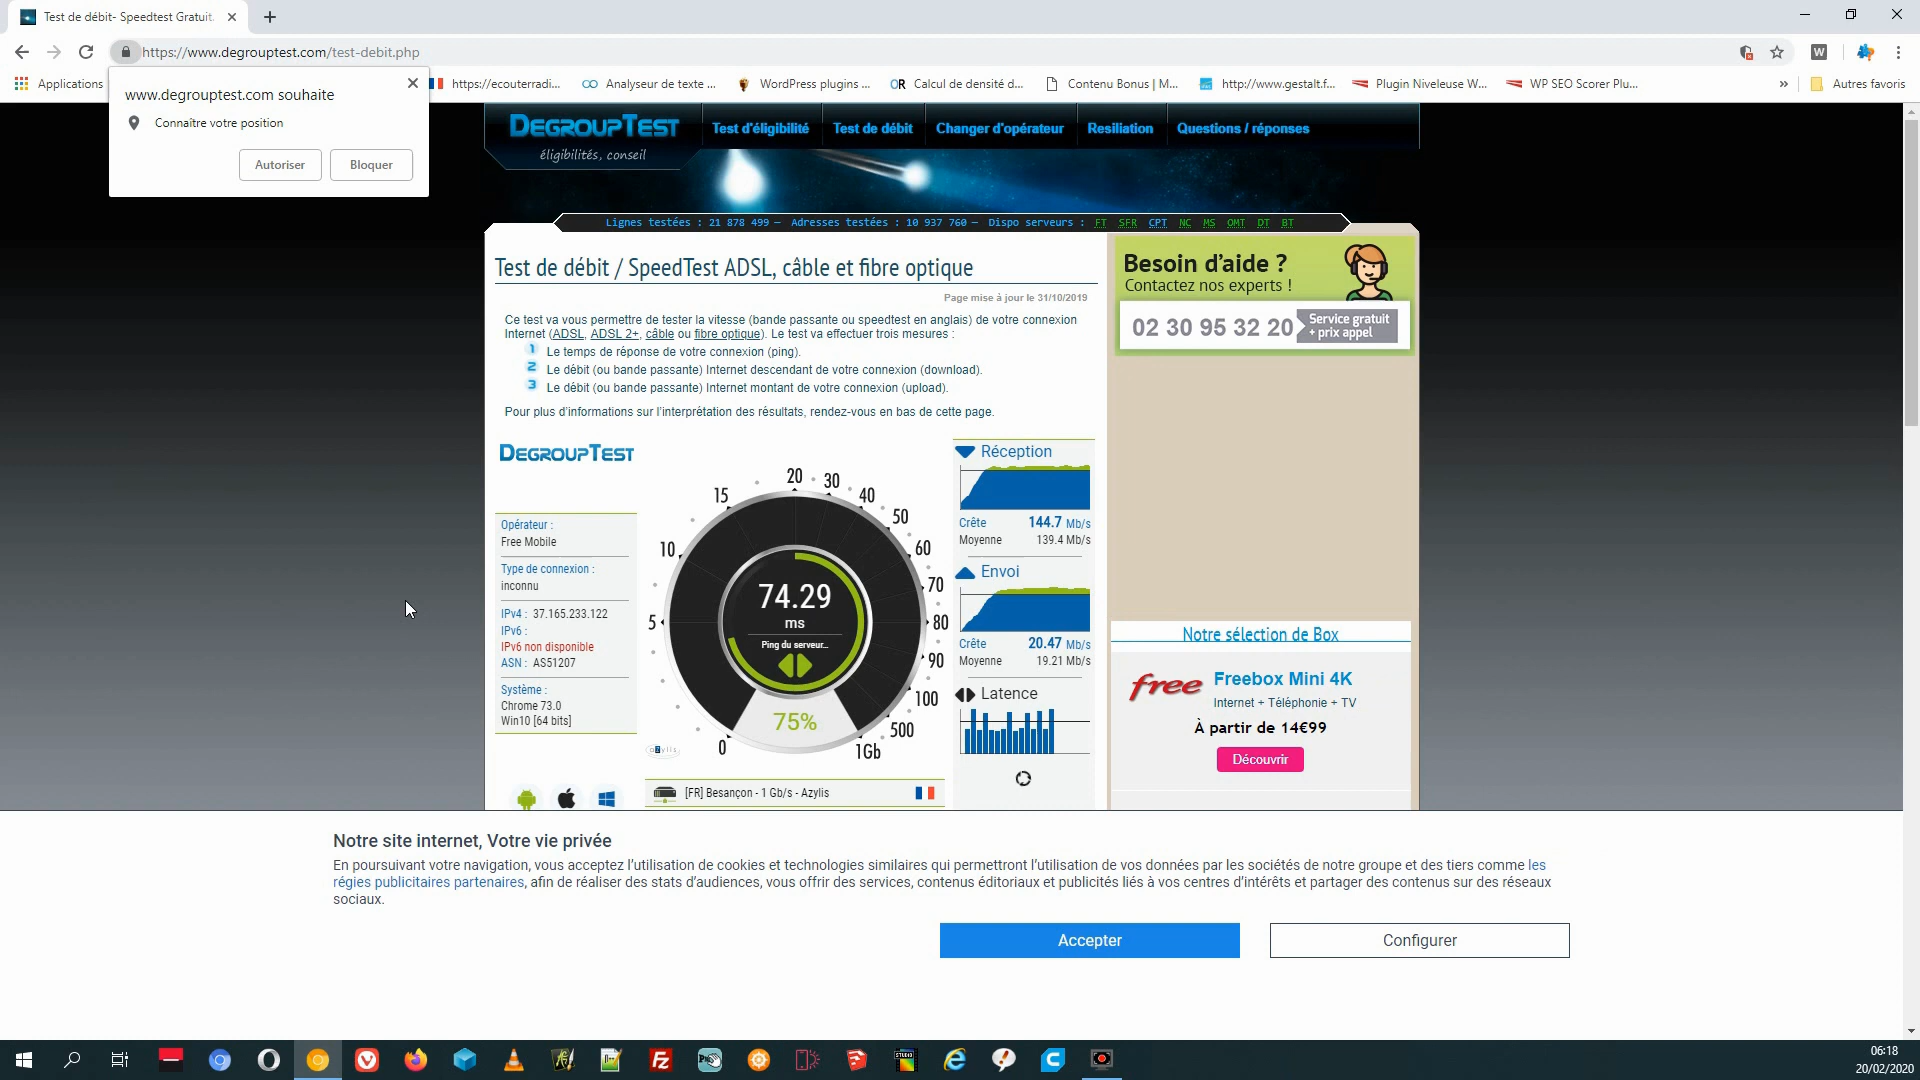 Test de débit- Speedtest Gratuit.
https://www.degrouptest.com/test-debit.php
Applications
https://ecouterradi...
Analyseur de texte ...
WordPress plugins ...
OR Calcul de densité d...
Contenu Bonus | M...
http://www.gestalt.f...
Plugin Niveleuse W...
WP SEO Scorer Plu...
»
Autres favoris
www.degrouptest.com souhaite
Connaître votre position
Autoriser
Bloquer
DEGROUPTEST
éligibilités, conseil
Test d'éligibilité
Test de débit
Changer d'opérateur
Resiliation
Questions / réponses
Lignes testées : 21 878 499 — Adresses testées : 10 937 760 — Dispo serveurs : FT SFR CPT NC MS OMT DT BT
Test de débit / SpeedTest ADSL, câble et fibre optique
Page mise à jour le 31/10/2019
Ce test va vous permettre de tester la vitesse (bande passante ou speedtest en anglais) de votre connexion
Internet (ADSL, ADSL 2+, câble ou fibre optique). Le test va effectuer trois mesures :
1 Le temps de réponse de votre connexion (ping).
2 Le débit (ou bande passante) Internet descendant de votre connexion (download).
3 Le débit (ou bande passante) Internet montant de votre connexion (upload).
Pour plus d'informations sur l'interprétation des résultats, rendez-vous en bas de cette page.
DEGROUPTEST
Opérateur :
Free Mobile
Type de connexion :
inconnu
IPv4 : 37.165.233.122
IPv6 :
IPv6 non disponible
ASN : AS51207
Système :
Chrome 73.0
Win10 [64 bits]
0
5
10
15
20
30
40
50
60
70
80
90
100
500
1Gb
74.29
ms
Ping du serveur...
75%
[FR] Besançon - 1 Gb/s - Azylis
Réception
Crête 144.7 Mb/s
Moyenne 139.4 Mb/s
Envoi
Crête 20.47 Mb/s
Moyenne 19.21 Mb/s
Latence
Besoin d'aide ?
Contactez nos experts !
02 30 95 32 20
Service gratuit
+ prix appel
Notre sélection de Box
free
Freebox Mini 4K
Internet + Téléphonie + TV
À partir de 14€99
Découvrir
Notre site internet, Votre vie privée
En poursuivant votre navigation, vous acceptez l'utilisation de cookies et technologies similaires qui permettront l'utilisation de vos données par les sociétés de notre groupe et des tiers comme les
régies publicitaires partenaires, afin de réaliser des stats d'audiences, vous offrir des services, contenus éditoriaux et publicités liés à vos centres d'intérêts et partager des contenus sur des réseaux
sociaux.
Accepter
Configurer
06:18
20/02/2020